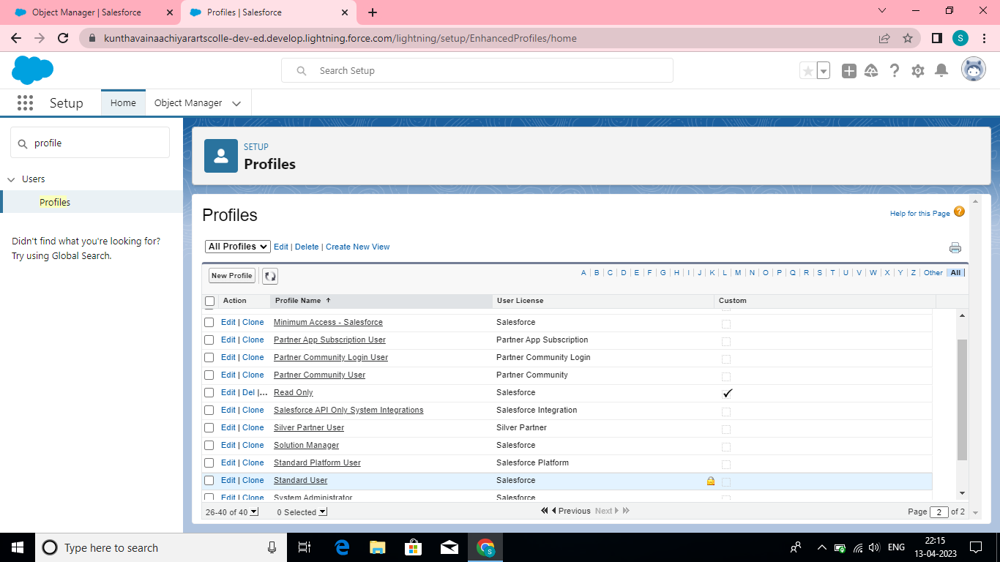 Object Manager | Salesforce
Profiles | Salesforce
kunthavainaachiyarartscolle-dev-ed.develop.lightning.force.com/lightning/setup/EnhancedProfiles/home
S
Search Setup
Setup
Home
Object Manager
profile
Users
Profiles
Didn't find what you're looking for?
Try using Global Search.
SETUP
Profiles
Profiles
Help for this Page ?
All Profiles Edit | Delete | Create New View
New Profile
A | B | C | D | E | F | G | H | I | J | K | L | M | N | O | P | Q | R | S | T | U | V | W | X | Y | Z | Other | All |
Action Profile Name User License Custom
Edit | Clone Minimum Access - Salesforce Salesforce
Edit | Clone Partner App Subscription User Partner App Subscription
Edit | Clone Partner Community Login User Partner Community Login
Edit | Clone Partner Community User Partner Community
Edit | Del |... Read Only Salesforce
Edit | Clone Salesforce API Only System Integrations Salesforce Integration
Edit | Clone Silver Partner User Silver Partner
Edit | Clone Solution Manager Salesforce
Edit | Clone Standard Platform User Salesforce Platform
Edit | Clone Standard User Salesforce
Edit | Clone System Administrator Salesforce
26-40 of 40 0 Selected Previous Next Page 2 of 2
Type here to search
S
ENG
22:15
13-04-2023